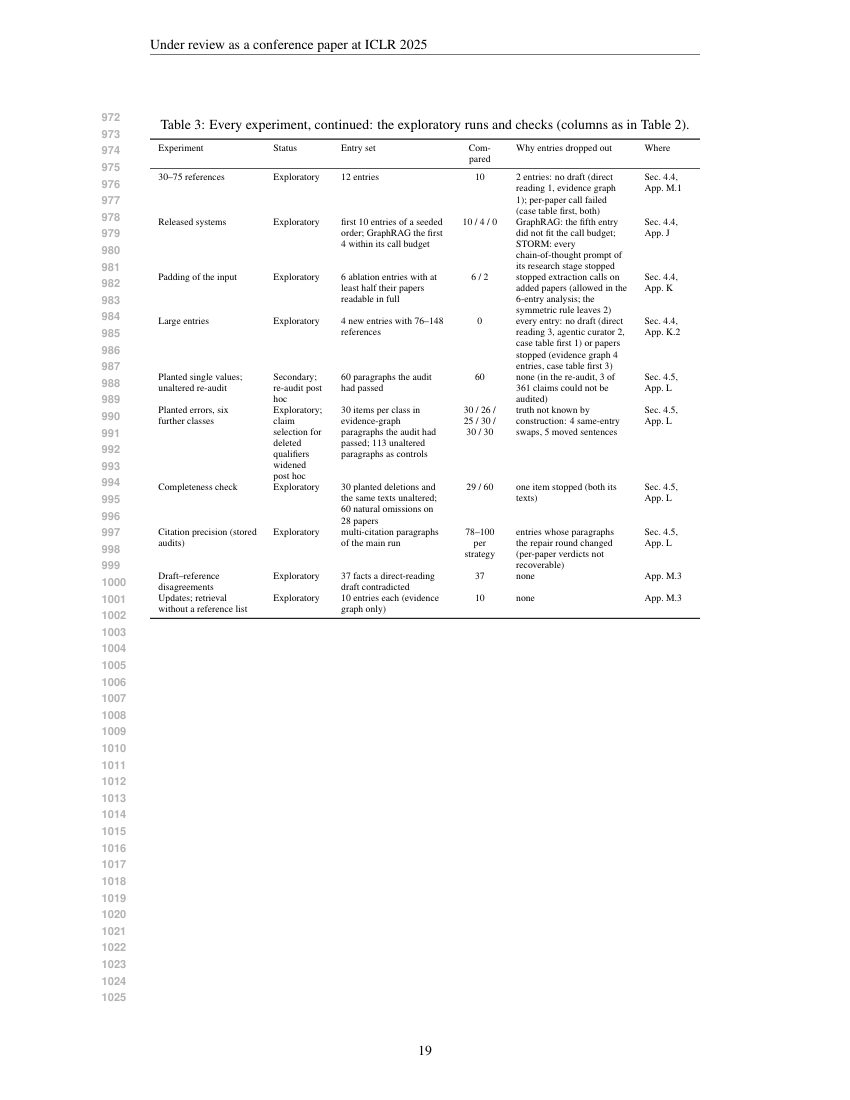 Under review as a conference paper at ICLR 2025
972
973
974
975
976
977
978
979
980
981
982
983
984
985
986
987
988
989
990
991
992
993
994
995
996
997
998
999
1000
1001
1002
1003
1004
1005
1006
1007
1008
1009
1010
1011
1012
1013
1014
1015
1016
1017
1018
1019
1020
1021
1022
1023
1024
1025
Table 3: Every experiment, continued: the exploratory runs and checks (columns as in Table 2).
Experiment Status Entry set Com- Why entries dropped out Where
pared
30–75 references Exploratory 12 entries 10 2 entries: no draft (direct Sec. 4.4,
reading 1, evidence graph App. M.1
1); per-paper call failed
(case table first, both)
Released systems Exploratory first 10 entries of a seeded 10 / 4 / 0 GraphRAG: the fifth entry Sec. 4.4,
order; GraphRAG the first did not fit the call budget; App. J
4 within its call budget STORM: every
chain-of-thought prompt of
its research stage stopped
Padding of the input Exploratory 6 ablation entries with at 6 / 2 stopped extraction calls on Sec. 4.4,
least half their papers added papers (allowed in the App. K
readable in full 6-entry analysis; the
symmetric rule leaves 2)
Large entries Exploratory 4 new entries with 76–148 0 every entry: no draft (direct Sec. 4.4,
references reading 3, agentic curator 2, App. K.2
case table first 1) or papers
stopped (evidence graph 4
entries, case table first 3)
Planted single values; Secondary; 60 paragraphs the audit 60 none (in the re-audit, 3 of Sec. 4.5,
unaltered re-audit re-audit post had passed 361 claims could not be App. L
hoc audited)
Planted errors, six Exploratory; 30 items per class in 30 / 26 / truth not known by Sec. 4.5,
further classes claim evidence-graph 25 / 30 / construction: 4 same-entry App. L
selection for paragraphs the audit had 30 / 30 swaps, 5 moved sentences
deleted passed; 113 unaltered
qualifiers paragraphs as controls
widened
post hoc
Completeness check Exploratory 30 planted deletions and 29 / 60 one item stopped (both its Sec. 4.5,
the same texts unaltered; texts) App. L
60 natural omissions on
28 papers
Citation precision (stored Exploratory multi-citation paragraphs 78–100 entries whose paragraphs Sec. 4.5,
audits) of the main run per the repair round changed App. L
strategy (per-paper verdicts not
recoverable)
Draft–reference Exploratory 37 facts a direct-reading 37 none App. M.3
disagreements draft contradicted
Updates; retrieval Exploratory 10 entries each (evidence 10 none App. M.3
without a reference list graph only)
19